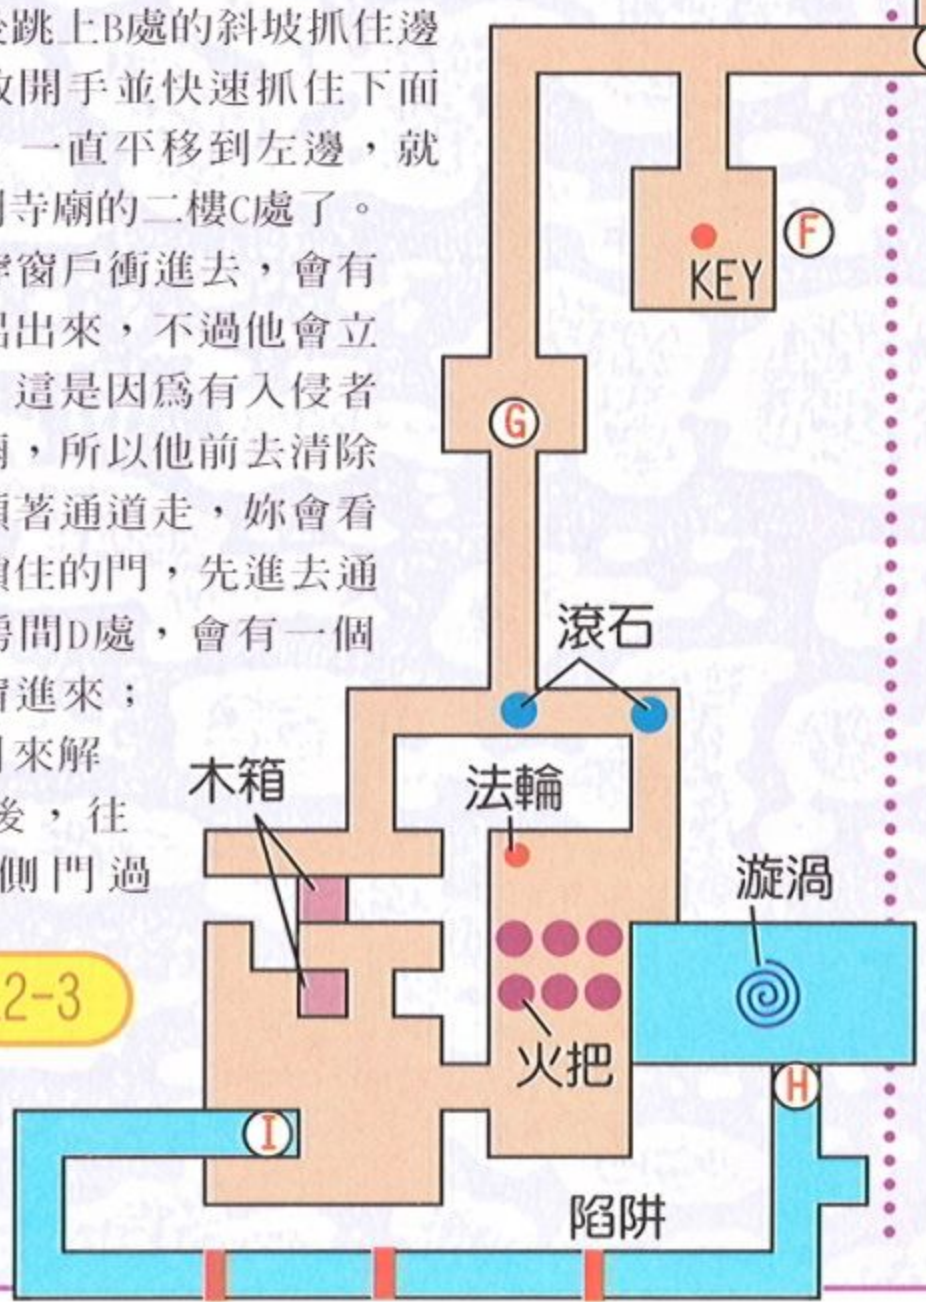 跳上B處的斜坡抓住邊
放開手並快速抓住下面
一直平移到左邊，就
寺廟的二樓C處了。
窗戶衝進去，會有
出來，不過他會立
這是因爲有入侵者
，所以他前去清除
著通道走，妳會看
住的門，先進去通
房間D處，會有一個
進來；
來解
後，往
側門過
2-3
F
KEY
G
滾石
木箱
法輪
漩渦
火把
H
I
陷阱